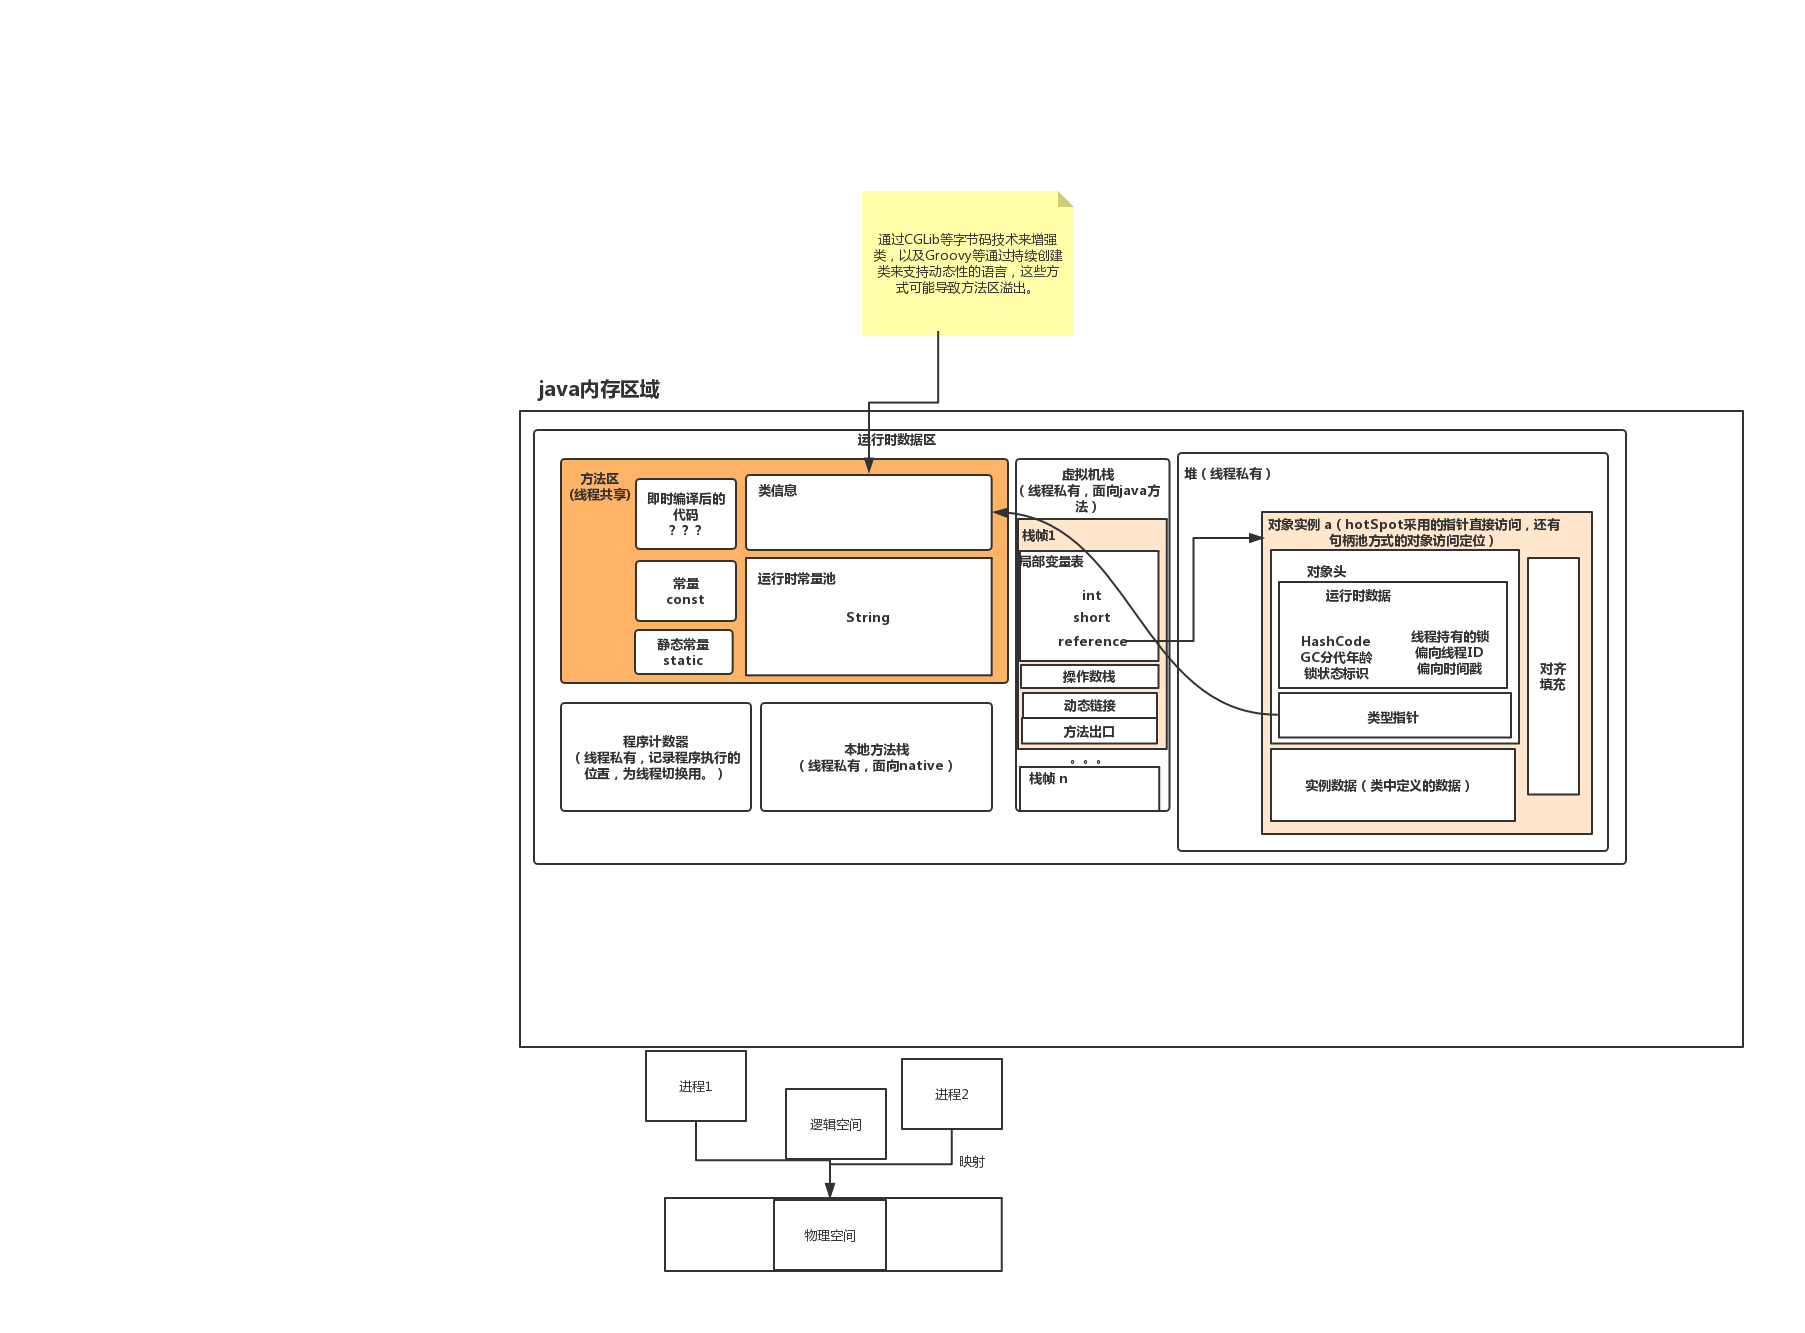 通过CGLib等字节码技术来增强
类，以及Groovy等通过持续创建
类来支持动态性的语言，这些方
式可能导致方法区溢出。
java内存区域
运行时数据区
方法区
(线程共享)
即时编译后的
代码
？？？
常量
const
静态常量
static
类信息
运行时常量池
String
程序计数器
（线程私有，记录程序执行的
位置，为线程切换用。）
本地方法栈
（线程私有，面向native）
虚拟机栈
（线程私有，面向java方
法）
栈帧1
局部变量表
int
short
reference
操作数栈
动态链接
方法出口
。。。
栈帧 n
堆（线程私有）
对象实例 a（hotSpot采用的指针直接访问，还有
句柄池方式的对象访问定位）
对象头
运行时数据
HashCode
GC分代年龄
锁状态标识
线程持有的锁
偏向线程ID
偏向时间戳
类型指针
实例数据（类中定义的数据）
对齐
填充
进程1
逻辑空间
进程2
映射
物理空间